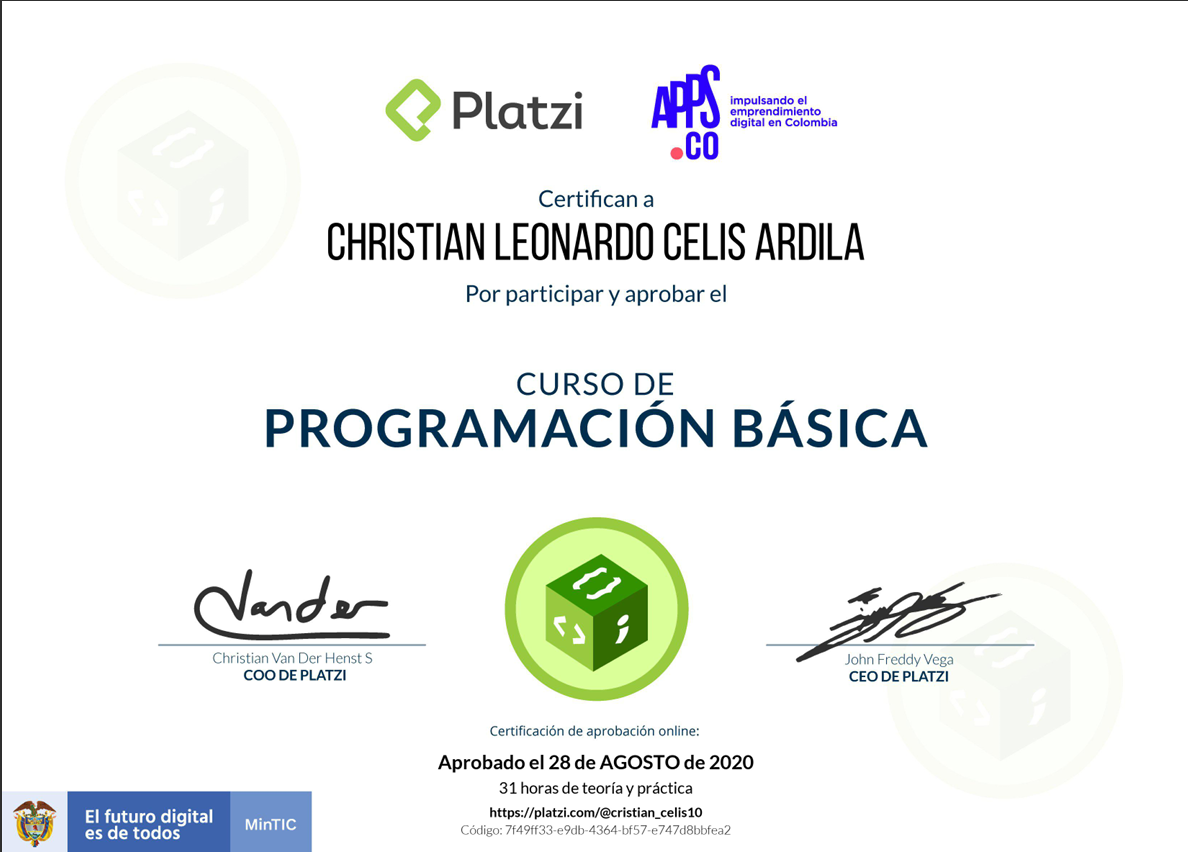 Platzi
APPS
.CO
impulsando el
emprendimiento
digital en Colombia
Certifican a
CHRISTIAN LEONARDO CELIS ARDILA
Por participar y aprobar el
CURSO DE
PROGRAMACIÓN BÁSICA
Vander
Christian Van Der Henst S
COO DE PLATZI
John Freddy Vega
CEO DE PLATZI
Certificación de aprobación online:
Aprobado el 28 de AGOSTO de 2020
31 horas de teoría y práctica
https://platzi.com/@cristian_celis10
Código: 7f49ff33-e9db-4364-bf57-e747d8bbfea2
El futuro digital
es de todos
MinTIC